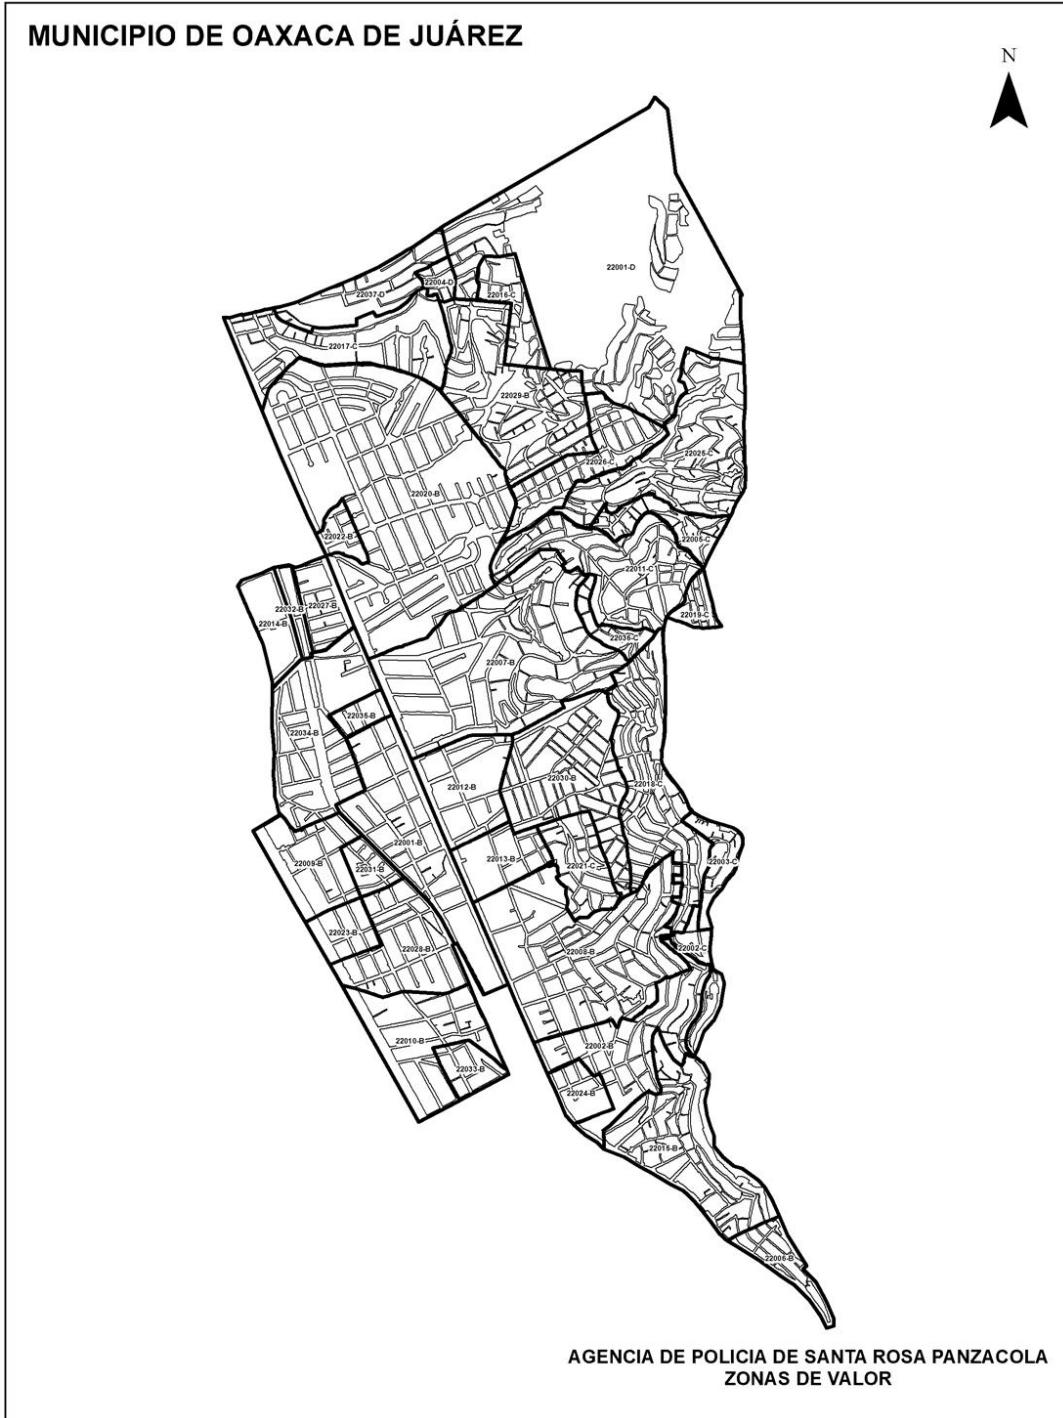 MUNICIPIO DE OAXACA DE JUÁREZ
N
22001-D
22004-D
22037-D
22016-C
22017-C
22029-B
22025-C
22026-C
22020-B
22022-B
22005-C
22011-C
22032-B
22027-B
22014-B
22019-C
22036-C
22007-B
22035-B
22034-B
22030-B
22018-C
22012-B
22001-B
22013-B
22003-C
22009-B
22031-B
22021-C
22023-B
22028-B
22008-B
22002-C
22010-B
22002-B
22033-B
22024-B
22015-B
22006-B
AGENCIA DE POLICIA DE SANTA ROSA PANZACOLA
ZONAS DE VALOR